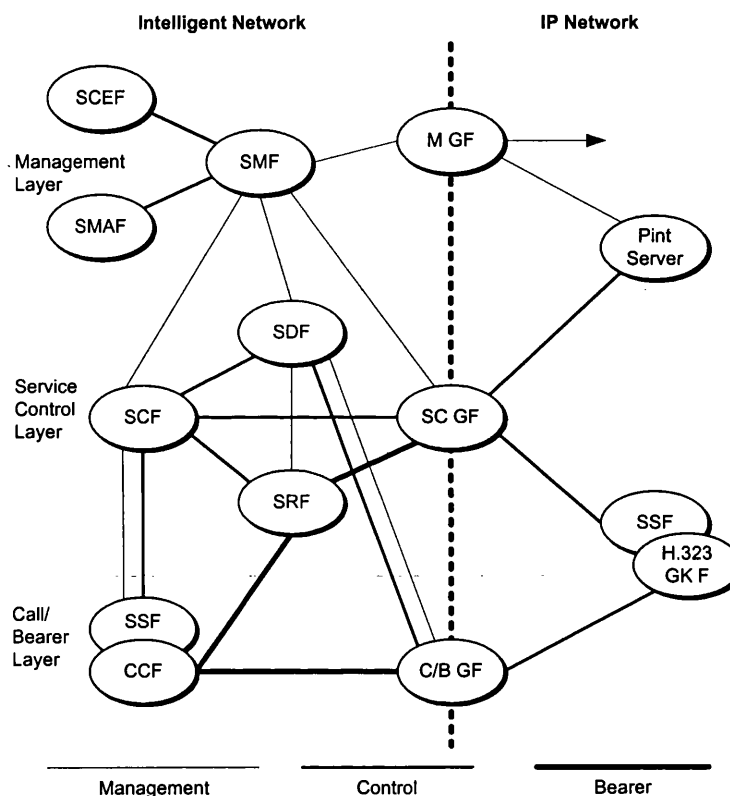 Intelligent Network
IP Network
SCEF
M GF
Management
Layer
SMF
SMAF
Pint
Server
SDF
Service
Control
Layer
SCF
SC GF
SRF
SSF
H.323
GK F
Call/
Bearer
Layer
SSF
CCF
C/B GF
Management
Control
Bearer